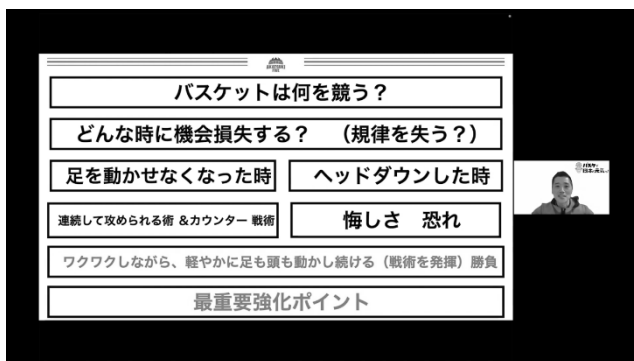 バスケットは何を競う？
どんな時に機会損失する？　（規律を失う？）
足を動かせなくなった時
ヘッドダウンした時
連続して攻められる術 ＆カウンター 戦術
悔しさ　恐れ
ワクワクしながら、軽やかに足も頭も動かし続ける（戦術を発揮）勝負
最重要強化ポイント